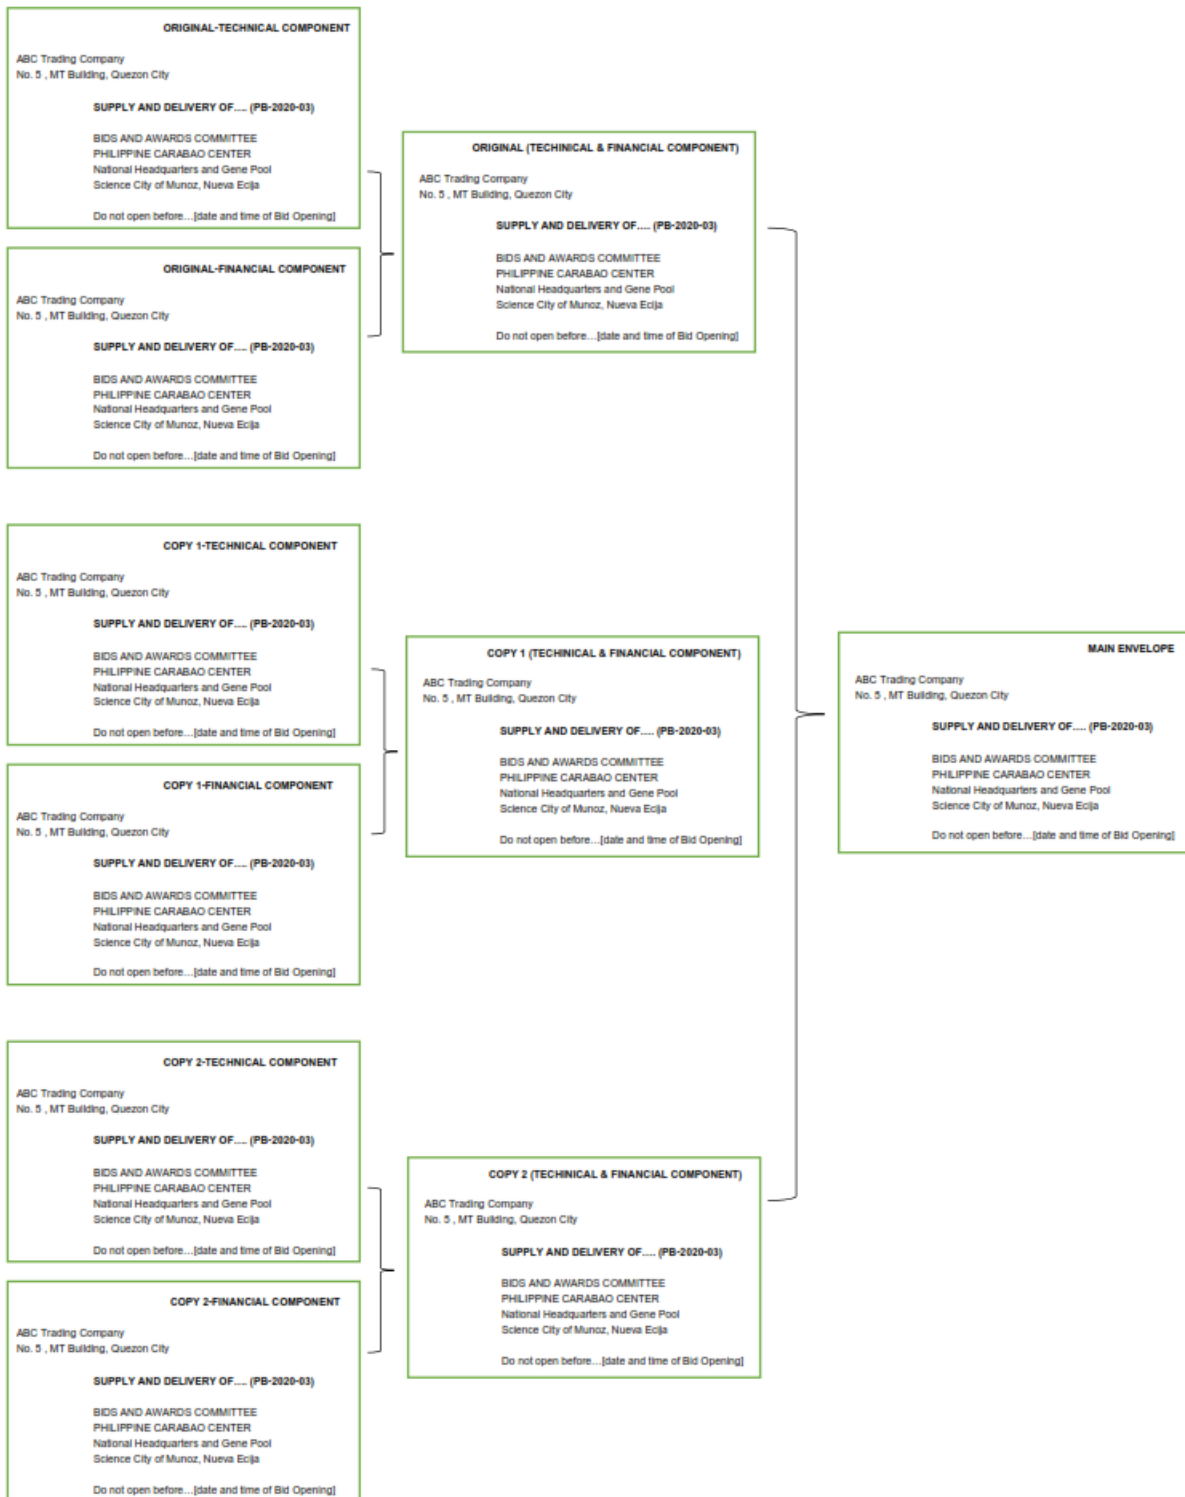 ORIGINAL-TECHNICAL COMPONENT
ABC Trading Company
No. 5 , MT Building, Quezon City
SUPPLY AND DELIVERY OF.... (PB-2020-03)
BIDS AND AWARDS COMMITTEE
PHILIPPINE CARABAO CENTER
National Headquarters and Gene Pool
Science City of Munoz, Nueva Ecija
Do not open before...[date and time of Bid Opening]
ORIGINAL-FINANCIAL COMPONENT
ABC Trading Company
No. 5 , MT Building, Quezon City
SUPPLY AND DELIVERY OF.... (PB-2020-03)
BIDS AND AWARDS COMMITTEE
PHILIPPINE CARABAO CENTER
National Headquarters and Gene Pool
Science City of Munoz, Nueva Ecija
Do not open before...[date and time of Bid Opening]
ORIGINAL (TECHINICAL & FINANCIAL COMPONENT)
ABC Trading Company
No. 5 , MT Building, Quezon City
SUPPLY AND DELIVERY OF.... (PB-2020-03)
BIDS AND AWARDS COMMITTEE
PHILIPPINE CARABAO CENTER
National Headquarters and Gene Pool
Science City of Munoz, Nueva Ecija
Do not open before...[date and time of Bid Opening]
COPY 1-TECHNICAL COMPONENT
ABC Trading Company
No. 5 , MT Building, Quezon City
SUPPLY AND DELIVERY OF.... (PB-2020-03)
BIDS AND AWARDS COMMITTEE
PHILIPPINE CARABAO CENTER
National Headquarters and Gene Pool
Science City of Munoz, Nueva Ecija
Do not open before...[date and time of Bid Opening]
COPY 1-FINANCIAL COMPONENT
ABC Trading Company
No. 5 , MT Building, Quezon City
SUPPLY AND DELIVERY OF.... (PB-2020-03)
BIDS AND AWARDS COMMITTEE
PHILIPPINE CARABAO CENTER
National Headquarters and Gene Pool
Science City of Munoz, Nueva Ecija
Do not open before...[date and time of Bid Opening]
COPY 1 (TECHINICAL & FINANCIAL COMPONENT)
ABC Trading Company
No. 5 , MT Building, Quezon City
SUPPLY AND DELIVERY OF.... (PB-2020-03)
BIDS AND AWARDS COMMITTEE
PHILIPPINE CARABAO CENTER
National Headquarters and Gene Pool
Science City of Munoz, Nueva Ecija
Do not open before...[date and time of Bid Opening]
MAIN ENVELOPE
ABC Trading Company
No. 5 , MT Building, Quezon City
SUPPLY AND DELIVERY OF.... (PB-2020-03)
BIDS AND AWARDS COMMITTEE
PHILIPPINE CARABAO CENTER
National Headquarters and Gene Pool
Science City of Munoz, Nueva Ecija
Do not open before...[date and time of Bid Opening]
COPY 2-TECHNICAL COMPONENT
ABC Trading Company
No. 5 , MT Building, Quezon City
SUPPLY AND DELIVERY OF.... (PB-2020-03)
BIDS AND AWARDS COMMITTEE
PHILIPPINE CARABAO CENTER
National Headquarters and Gene Pool
Science City of Munoz, Nueva Ecija
Do not open before...[date and time of Bid Opening]
COPY 2-FINANCIAL COMPONENT
ABC Trading Company
No. 5 , MT Building, Quezon City
SUPPLY AND DELIVERY OF.... (PB-2020-03)
BIDS AND AWARDS COMMITTEE
PHILIPPINE CARABAO CENTER
National Headquarters and Gene Pool
Science City of Munoz, Nueva Ecija
Do not open before...[date and time of Bid Opening]
COPY 2 (TECHINICAL & FINANCIAL COMPONENT)
ABC Trading Company
No. 5 , MT Building, Quezon City
SUPPLY AND DELIVERY OF.... (PB-2020-03)
BIDS AND AWARDS COMMITTEE
PHILIPPINE CARABAO CENTER
National Headquarters and Gene Pool
Science City of Munoz, Nueva Ecija
Do not open before...[date and time of Bid Opening]